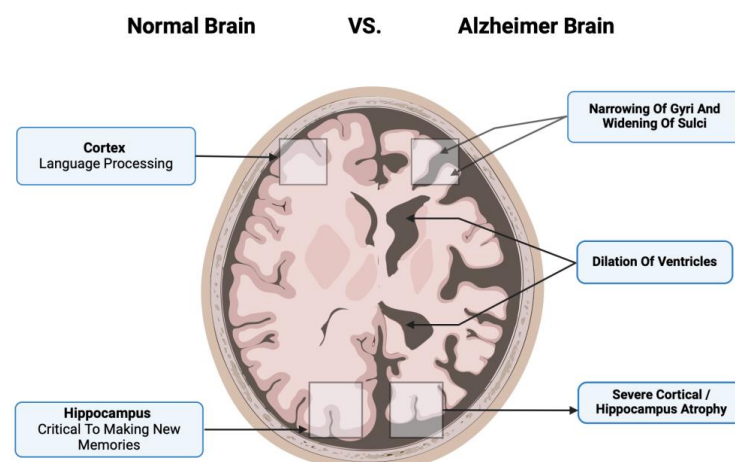 Normal Brain VS. Alzheimer Brain
Cortex
Language Processing
Narrowing Of Gyri And
Widening Of Sulci
Dilation Of Ventricles
Hippocampus
Critical To Making New
Memories
Severe Cortical /
Hippocampus Atrophy